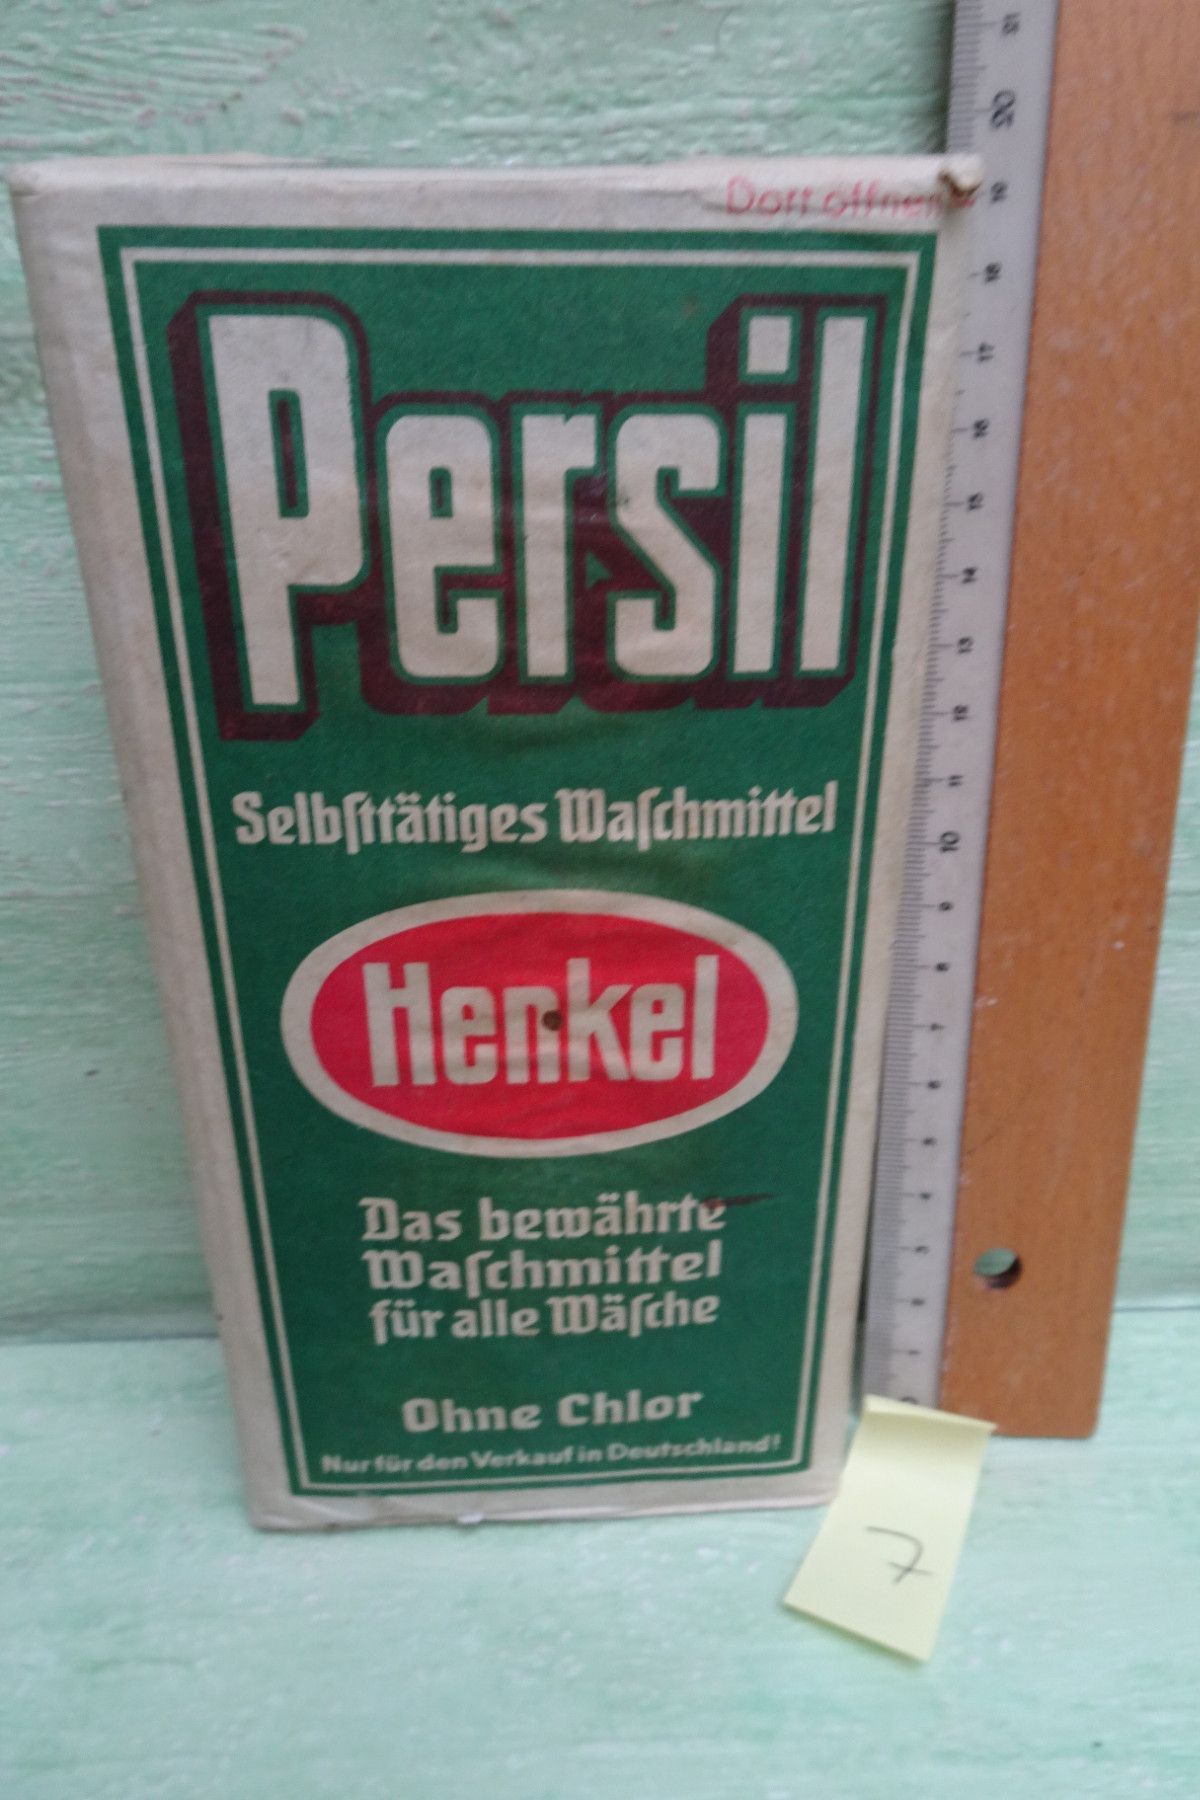 Dort öffnen
Persil
Selbſttätiges Waſchmittel
Henkel
Das bewährte
Waſchmittel
für alle Wäſche
Ohne Chlor
Nur für den Verkauf in Deutschland!
7